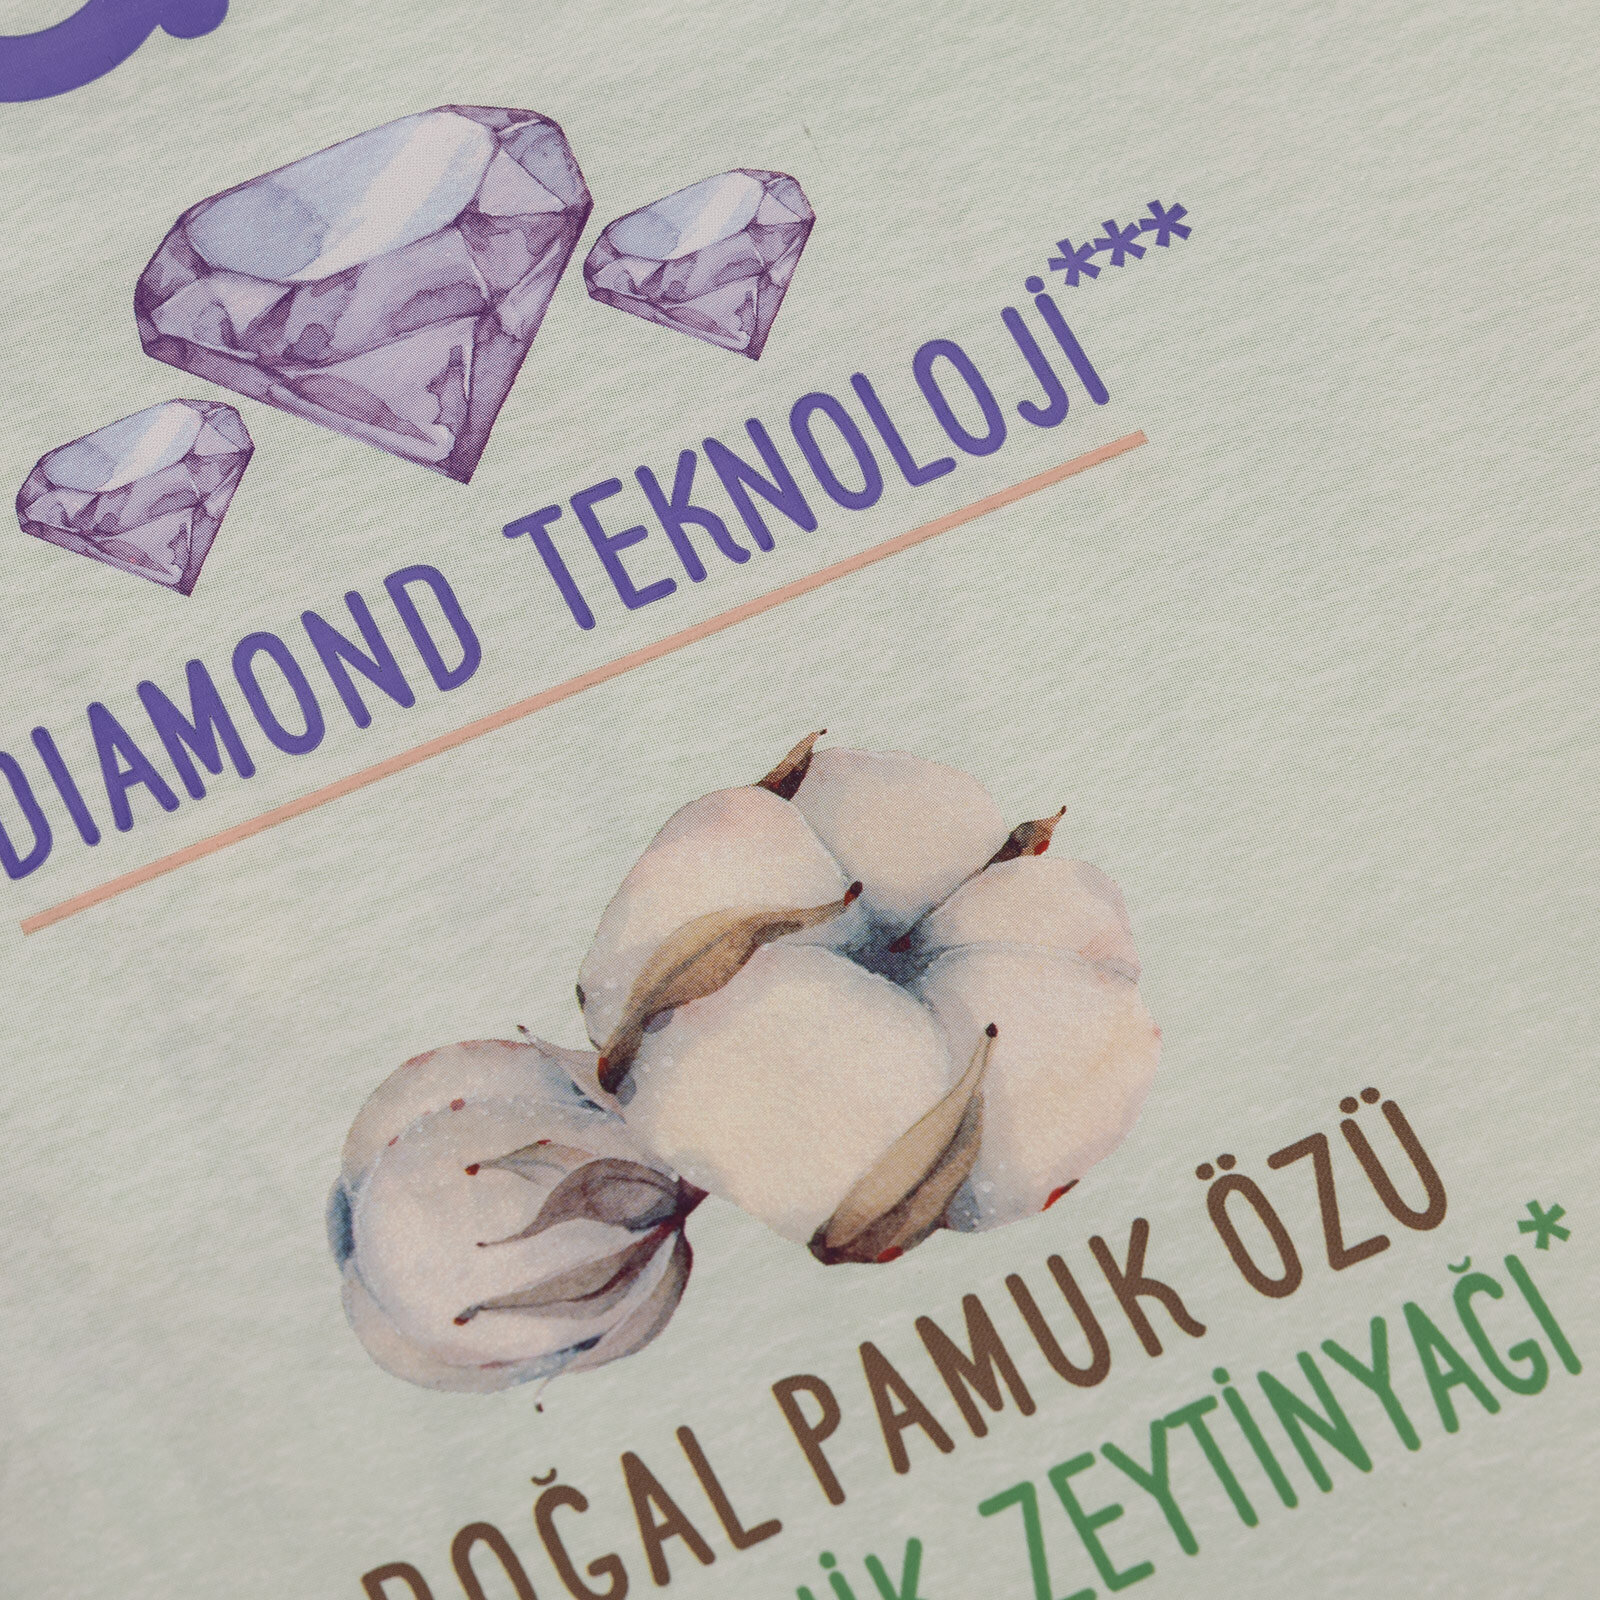 DIAMOND TEKNOLOJİ***
DOĞAL PAMUK ÖZÜ
ZEYTİNYAĞI*